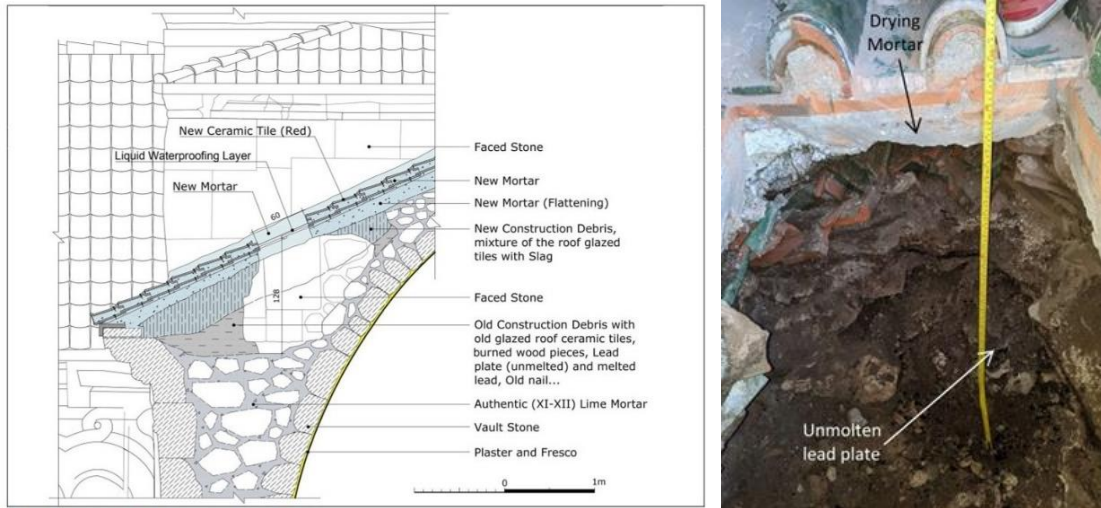 New Ceramic Tile (Red)
Liquid Waterproofing Layer
New Mortar
60
128
Faced Stone
New Mortar
New Mortar (Flattening)
New Construction Debris,
mixture of the roof glazed
tiles with Slag
Faced Stone
Old Construction Debris with
old glazed roof ceramic tiles,
burned wood pieces, Lead
plate (unmelted) and melted
lead, Old nail...
Authentic (XI-XII) Lime Mortar
Vault Stone
Plaster and Fresco
0
1m
Drying
Mortar
Unmolten
lead plate